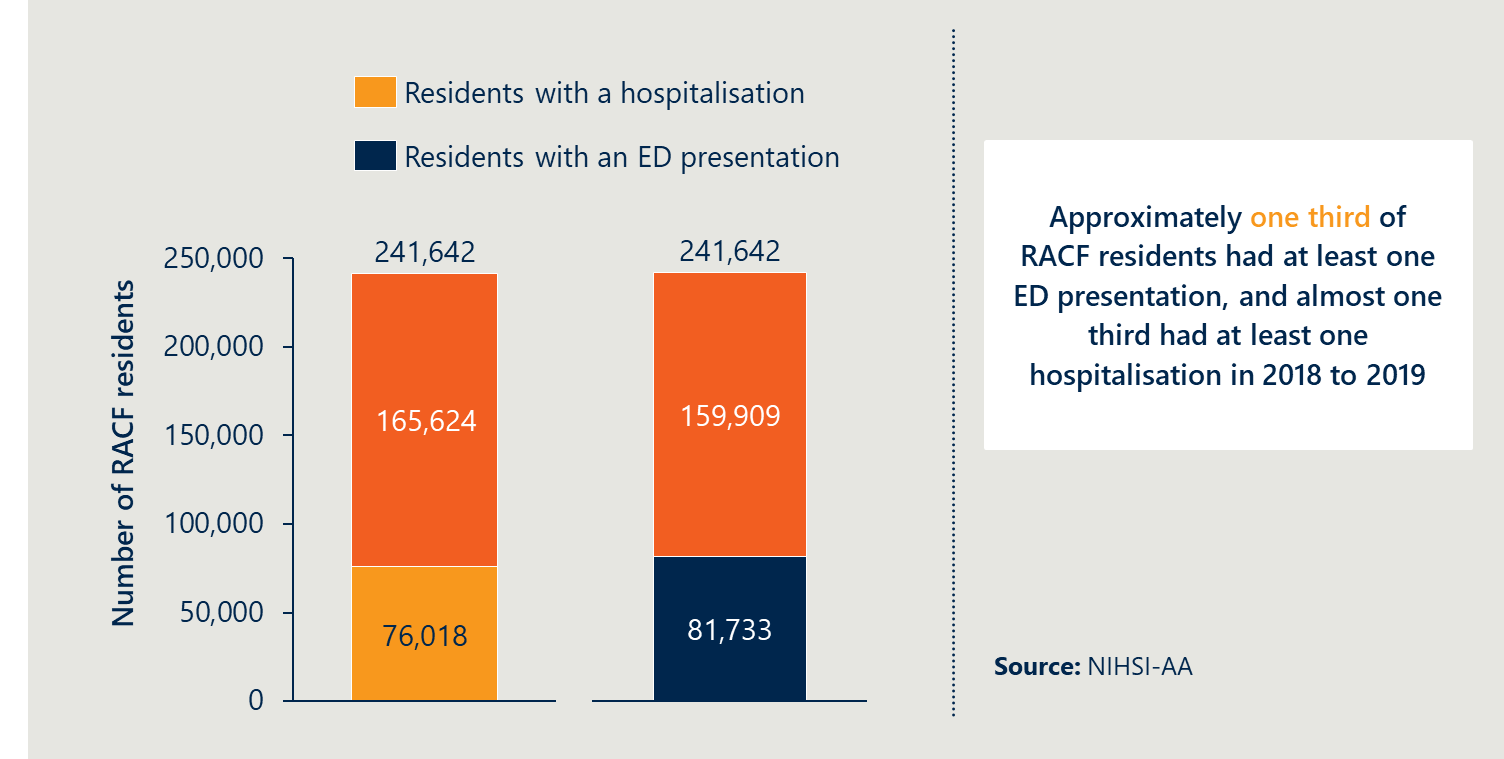 Residents with a hospitalisation
Residents with an ED presentation
Number of RACF residents
250,000
200,000
150,000
100,000
50,000
0
241,642
165,624
76,018
241,642
159,909
81,733
Approximately one third of
RACF residents had at least one
ED presentation, and almost one
third had at least one
hospitalisation in 2018 to 2019
Source: NIHSI-AA